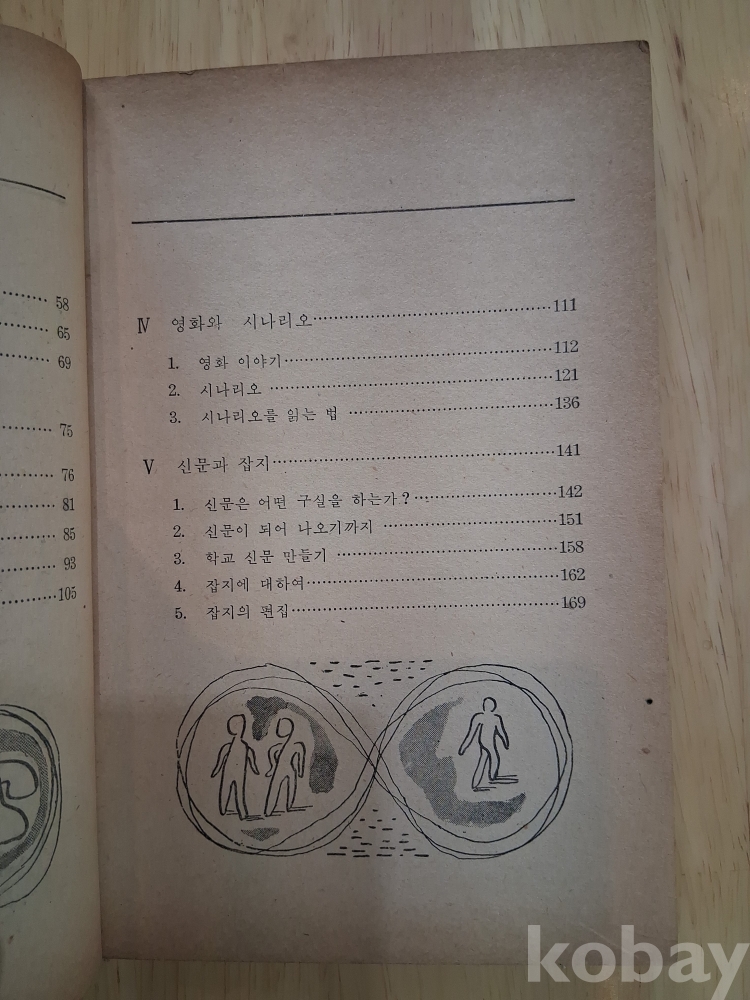 58
65
69
75
76
81
85
93
105
Ⅳ 영화와 시나리오 111
1. 영화 이야기 112
2. 시나리오 121
3. 시나리오를 읽는 법 136
Ⅴ 신문과 잡지 141
1. 신문은 어떤 구실을 하는가? 142
2. 신문이 되어 나오기까지 151
3. 학교 신문 만들기 158
4. 잡지에 대하여 162
5. 잡지의 편집 169
kobay